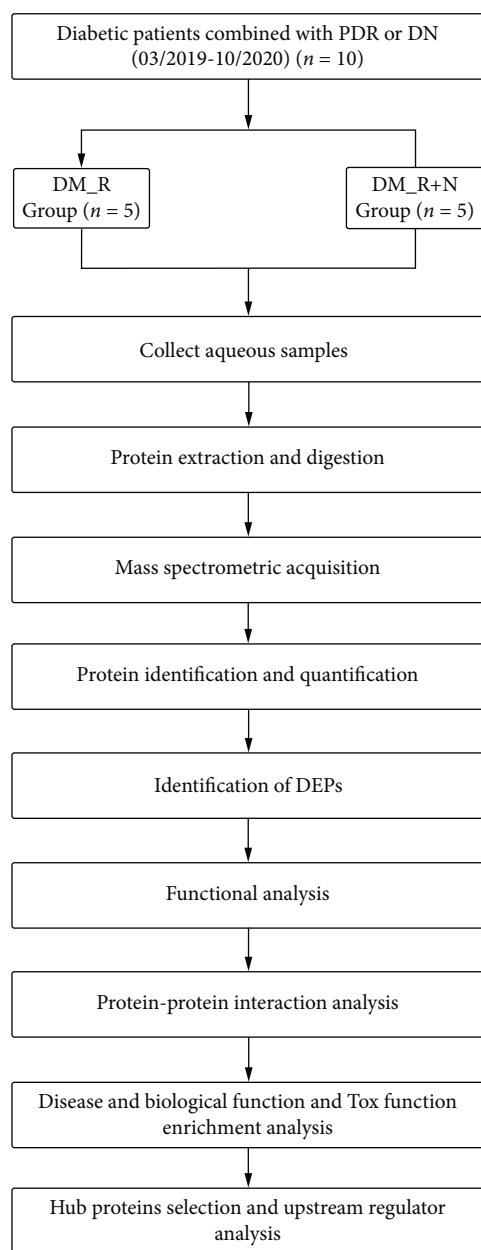 Diabetic patients combined with PDR or DN
(03/2019-10/2020) (n = 10)
DM_R
Group (n = 5)
DM_R+N
Group (n = 5)
Collect aqueous samples
Protein extraction and digestion
Mass spectrometric acquisition
Protein identification and quantification
Identification of DEPs
Functional analysis
Protein-protein interaction analysis
Disease and biological function and Tox function
enrichment analysis
Hub proteins selection and upstream regulator
analysis